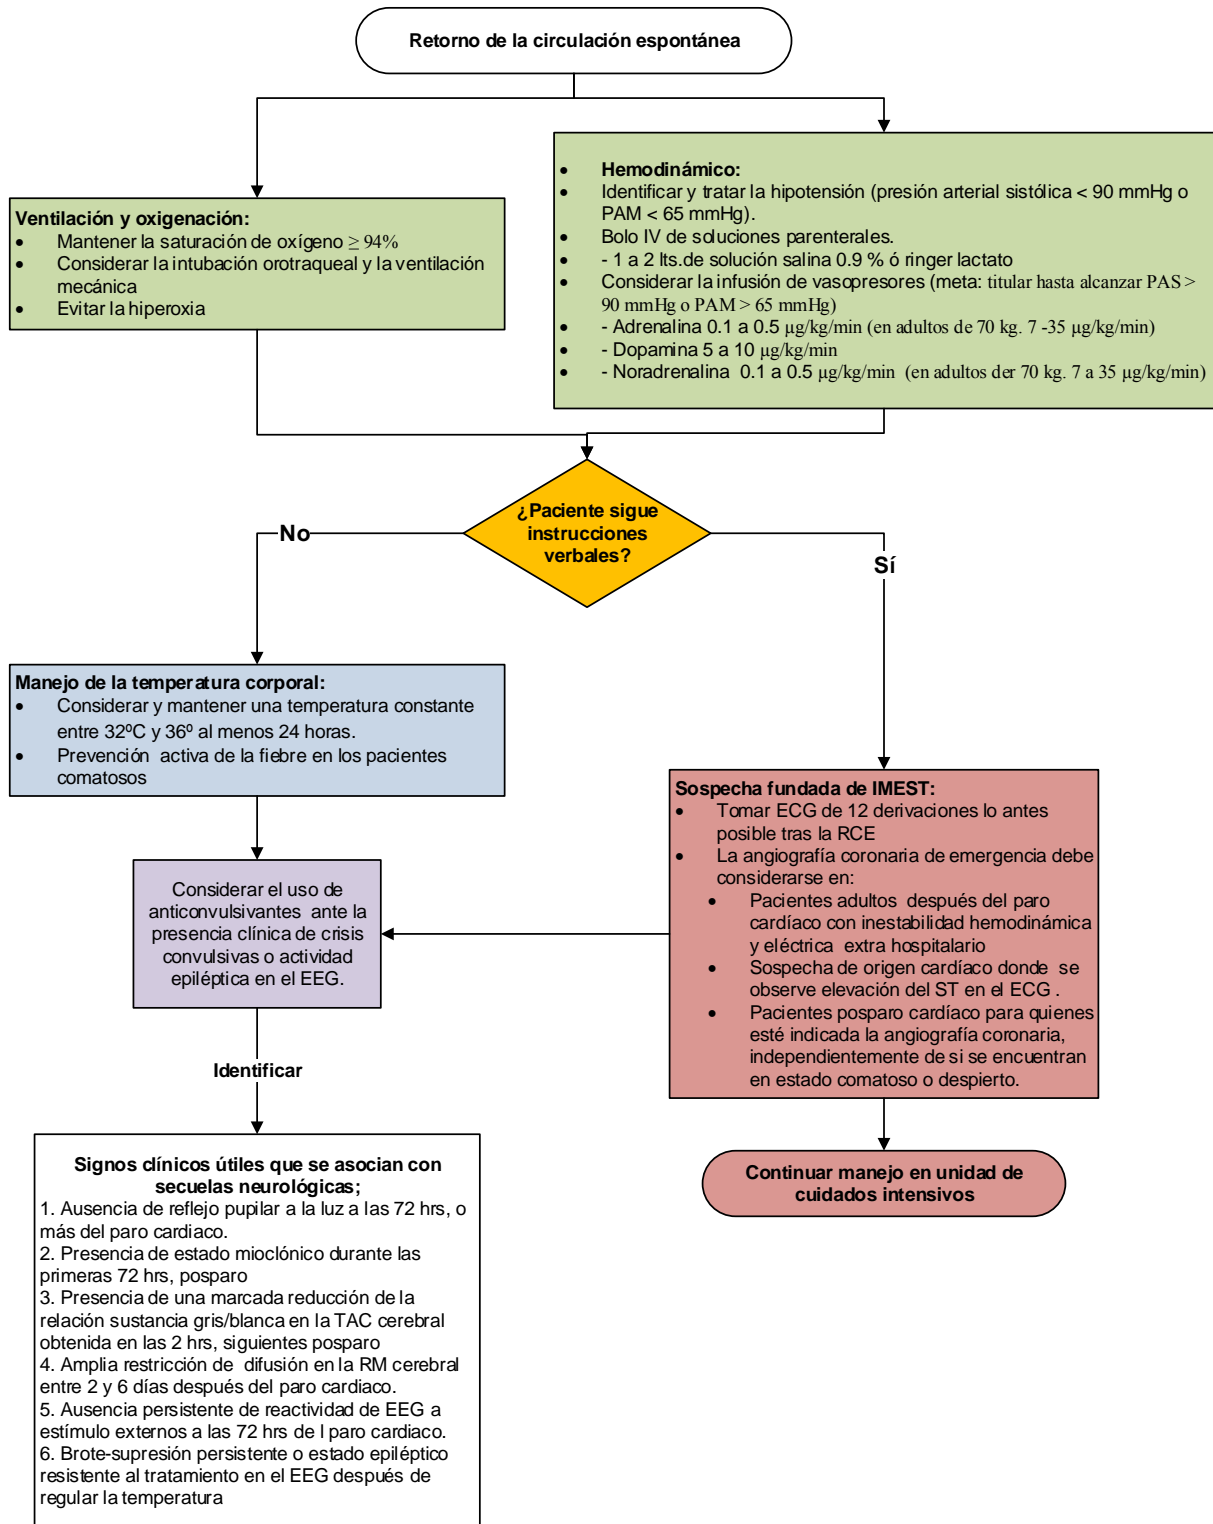 Retorno de la circulación espontánea
Ventilación y oxigenación:
• Mantener la saturación de oxígeno ≥ 94%
• Considerar la intubación orotraqueal y la ventilación
mecánica
• Evitar la hiperoxia
• Hemodinámico:
• Identificar y tratar la hipotensión (presión arterial sistólica < 90 mmHg o
PAM < 65 mmHg).
• Bolo IV de soluciones parenterales.
• - 1 a 2 lts.de solución salina 0.9 % ó ringer lactato
• Considerar la infusión de vasopresores (meta: titular hasta alcanzar PAS >
90 mmHg o PAM > 65 mmHg)
• - Adrenalina 0.1 a 0.5 μg/kg/min (en adultos de 70 kg. 7 -35 μg/kg/min)
• - Dopamina 5 a 10 μg/kg/min
• - Noradrenalina 0.1 a 0.5 μg/kg/min (en adultos der 70 kg. 7 a 35 μg/kg/min)
¿Paciente sigue
instrucciones
verbales?
No
Sí
Manejo de la temperatura corporal:
• Considerar y mantener una temperatura constante
entre 32ºC y 36º al menos 24 horas.
• Prevención activa de la fiebre en los pacientes
comatosos
Sospecha fundada de IMEST:
• Tomar ECG de 12 derivaciones lo antes
posible tras la RCE
• La angiografía coronaria de emergencia debe
considerarse en:
• Pacientes adultos después del paro
cardíaco con inestabilidad hemodinámica
y eléctrica extra hospitalario
• Sospecha de origen cardíaco donde se
observe elevación del ST en el ECG .
• Pacientes posparo cardíaco para quienes
esté indicada la angiografía coronaria,
independientemente de si se encuentran
en estado comatoso o despierto.
Considerar el uso de
anticonvulsivantes ante la
presencia clínica de crisis
convulsivas o actividad
epiléptica en el EEG.
Identificar
Signos clínicos útiles que se asocian con
secuelas neurológicas;
1. Ausencia de reflejo pupilar a la luz a las 72 hrs, o
más del paro cardiaco.
2. Presencia de estado mioclónico durante las
primeras 72 hrs, posparo
3. Presencia de una marcada reducción de la
relación sustancia gris/blanca en la TAC cerebral
obtenida en las 2 hrs, siguientes posparo
4. Amplia restricción de difusión en la RM cerebral
entre 2 y 6 días después del paro cardiaco.
5. Ausencia persistente de reactividad de EEG a
estímulo externos a las 72 hrs de l paro cardiaco.
6. Brote-supresión persistente o estado epiléptico
resistente al tratamiento en el EEG después de
regular la temperatura
Continuar manejo en unidad de
cuidados intensivos